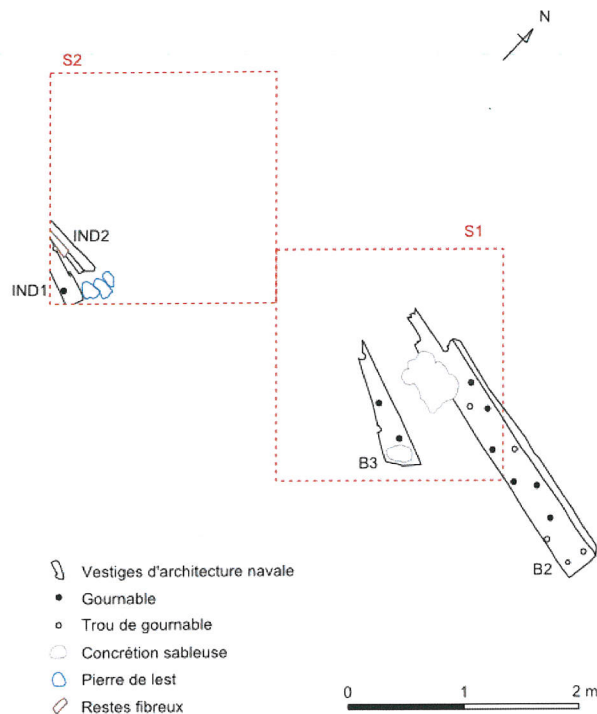 N
S2
S1
IND2
IND1
B3
B2
Vestiges d'architecture navale
Gournable
Trou de gournable
Concrétion sableuse
Pierre de lest
Restes fibreux
0 1 2 m